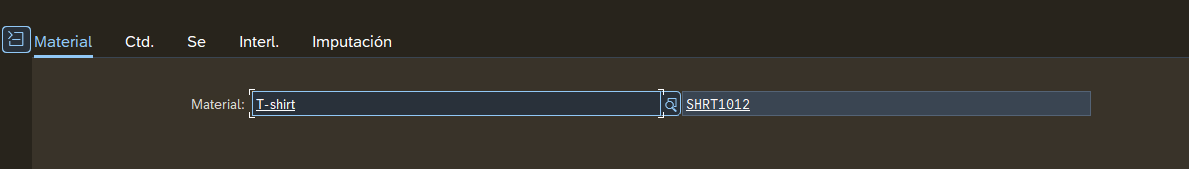 Material Ctd. Se Interl. Imputación
Material: T-shirt SHRT1012